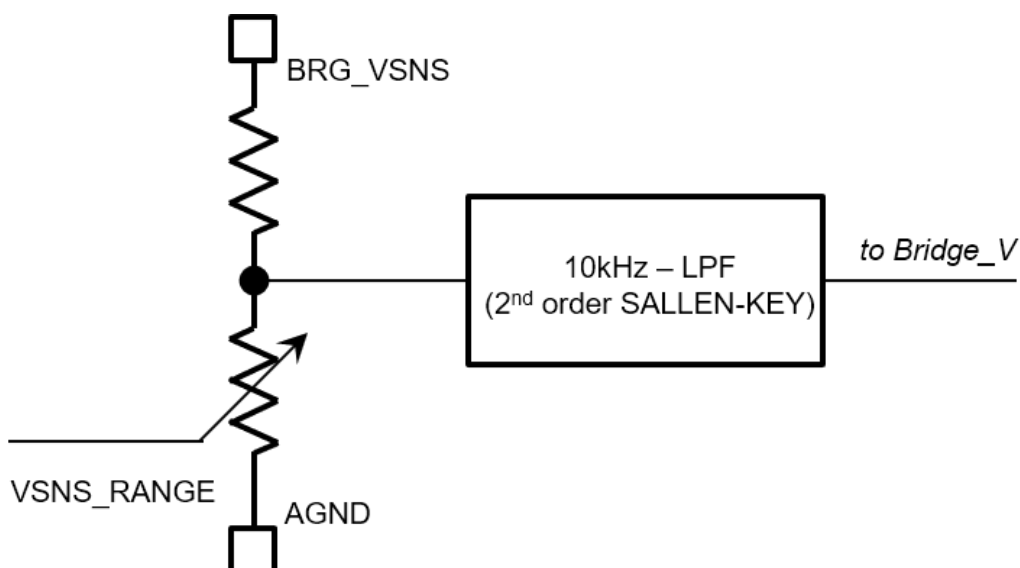 BRG_VSNS
to Bridge_V
10kHz – LPF
(2nd order SALLEN-KEY)
VSNS_RANGE
AGND